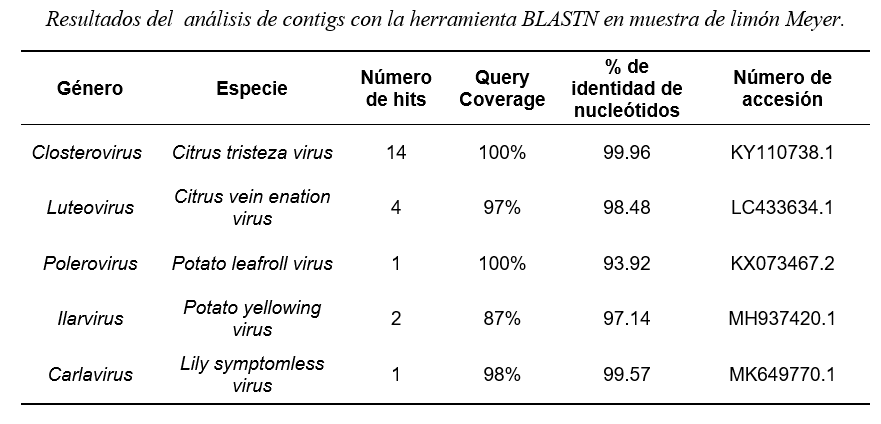 Resultados del análisis de contigs con la herramienta BLASTN en muestra de limón Meyer.
Género Especie Número de hits Query Coverage % de identidad de nucleótidos Número de accesión
Closterovirus Citrus tristeza virus 14 100% 99.96 KY110738.1
Luteovirus Citrus vein enation virus 4 97% 98.48 LC433634.1
Polerovirus Potato leafroll virus 1 100% 93.92 KX073467.2
Ilarvirus Potato yellowing virus 2 87% 97.14 MH937420.1
Carlavirus Lily symptomless virus 1 98% 99.57 MK649770.1